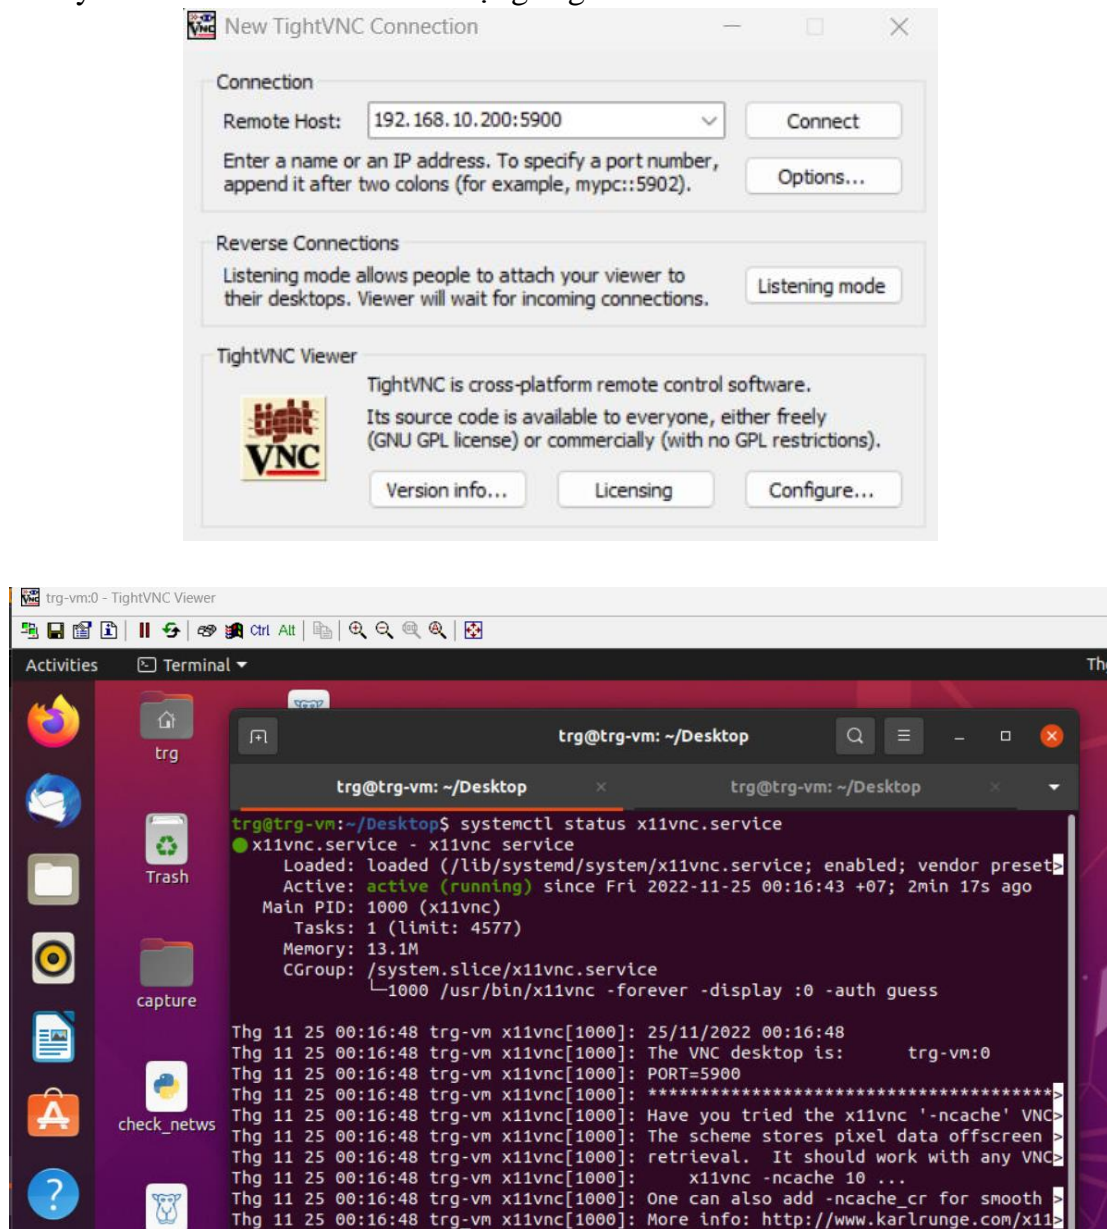 New TightVNC Connection
Connection
Remote Host: 192.168.10.200:5900 Connect
Enter a name or an IP address. To specify a port number,
append it after two colons (for example, mypc::5902).
Options...
Reverse Connections
Listening mode allows people to attach your viewer to
their desktops. Viewer will wait for incoming connections.
Listening mode
TightVNC Viewer
TightVNC is cross-platform remote control software.
Its source code is available to everyone, either freely
(GNU GPL license) or commercially (with no GPL restrictions).
tight
VNC
Version info... Licensing Configure...
trg-vm:0 - TightVNC Viewer
Ctrl Alt
Activities Terminal
trg
trg@trg-vm: ~/Desktop
trg@trg-vm: ~/Desktop × trg@trg-vm: ~/Desktop ×
Trash
capture
check_netws
trg@trg-vm:~/Desktop$ systemctl status x11vnc.service
● x11vnc.service - x11vnc service
Loaded: loaded (/lib/systemd/system/x11vnc.service; enabled; vendor preset>
Active: active (running) since Fri 2022-11-25 00:16:43 +07; 2min 17s ago
Main PID: 1000 (x11vnc)
Tasks: 1 (limit: 4577)
Memory: 13.1M
CGroup: /system.slice/x11vnc.service
└─1000 /usr/bin/x11vnc -forever -display :0 -auth guess
Thg 11 25 00:16:48 trg-vm x11vnc[1000]: 25/11/2022 00:16:48
Thg 11 25 00:16:48 trg-vm x11vnc[1000]: The VNC desktop is: trg-vm:0
Thg 11 25 00:16:48 trg-vm x11vnc[1000]: PORT=5900
Thg 11 25 00:16:48 trg-vm x11vnc[1000]: ***************************************>
Thg 11 25 00:16:48 trg-vm x11vnc[1000]: Have you tried the x11vnc '-ncache' VNC>
Thg 11 25 00:16:48 trg-vm x11vnc[1000]: The scheme stores pixel data offscreen >
Thg 11 25 00:16:48 trg-vm x11vnc[1000]: retrieval. It should work with any VNC>
Thg 11 25 00:16:48 trg-vm x11vnc[1000]: x11vnc -ncache 10 ...
Thg 11 25 00:16:48 trg-vm x11vnc[1000]: One can also add -ncache_cr for smooth >
Thg 11 25 00:16:48 trg-vm x11vnc[1000]: More info: http://www.karlrunge.com/x11>